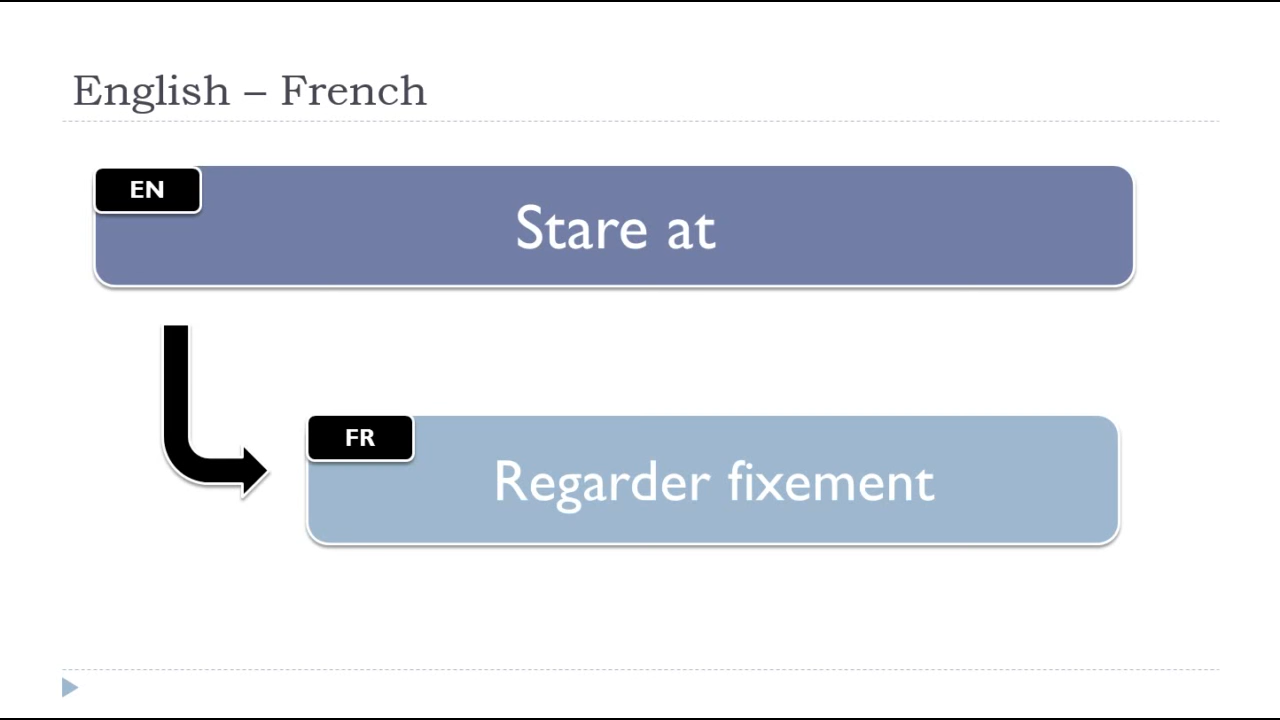 English – French
EN
Stare at
FR
Regarder fixement